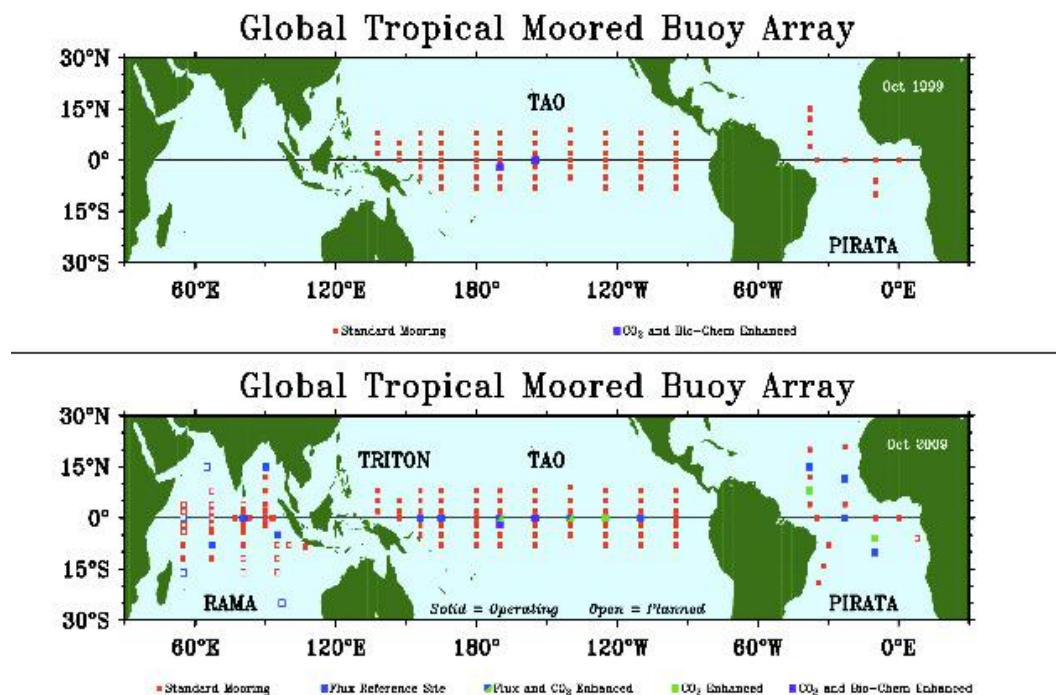 Global Tropical Moored Buoy Array
30°N
Oct 1999
TAO
15°N
0°
15°S
PIRATA
30°S
60°E 120°E 180° 120°W 60°W 0°E
Standard Mooring CO₂ and Bio-Chem Enhanced
Global Tropical Moored Buoy Array
30°N
Oct 2009
TRITON TAO
15°N
0°
15°S
RAMA Solid = Operating Open = Planned PIRATA
30°S
60°E 120°E 180° 120°W 60°W 0°E
Standard Mooring Flux Reference Site Flux and CO₂ Enhanced CO₂ Enhanced CO₂ and Bio-Chem Enhanced